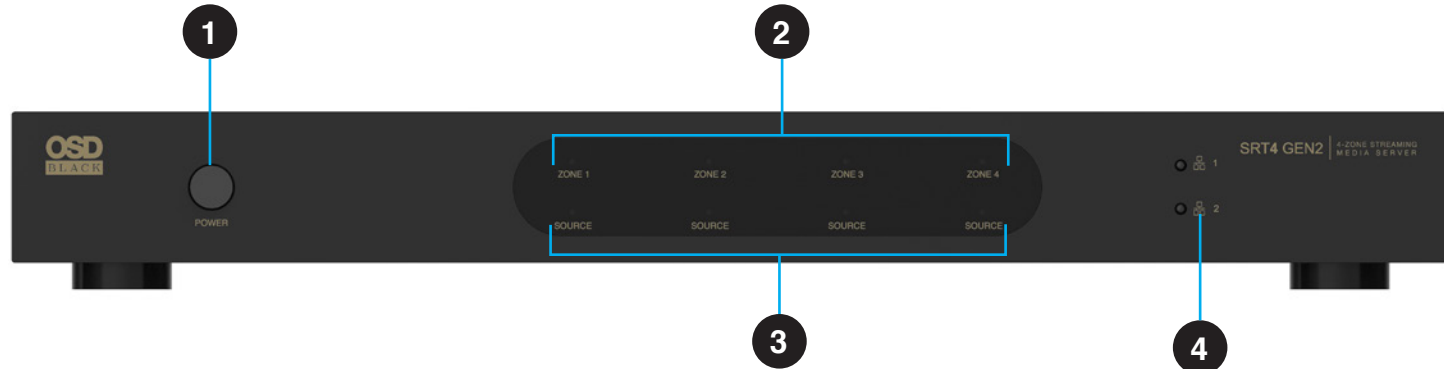 1
2
OSD
BLACK
POWER
ZONE 1 ZONE 2 ZONE 3 ZONE 4
SOURCE SOURCE SOURCE SOURCE
1
2
SRT4 GEN2 4-ZONE STREAMING
MEDIA SERVER
3
4